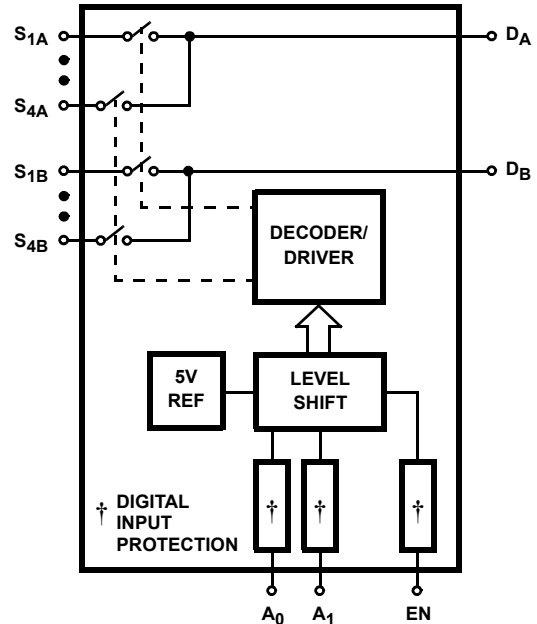 S1A
DA
S4A
S1B
DB
S4B
DECODER/
DRIVER
5V
REF
LEVEL
SHIFT
† DIGITAL
INPUT
PROTECTION
†
†
†
A0
A1
EN